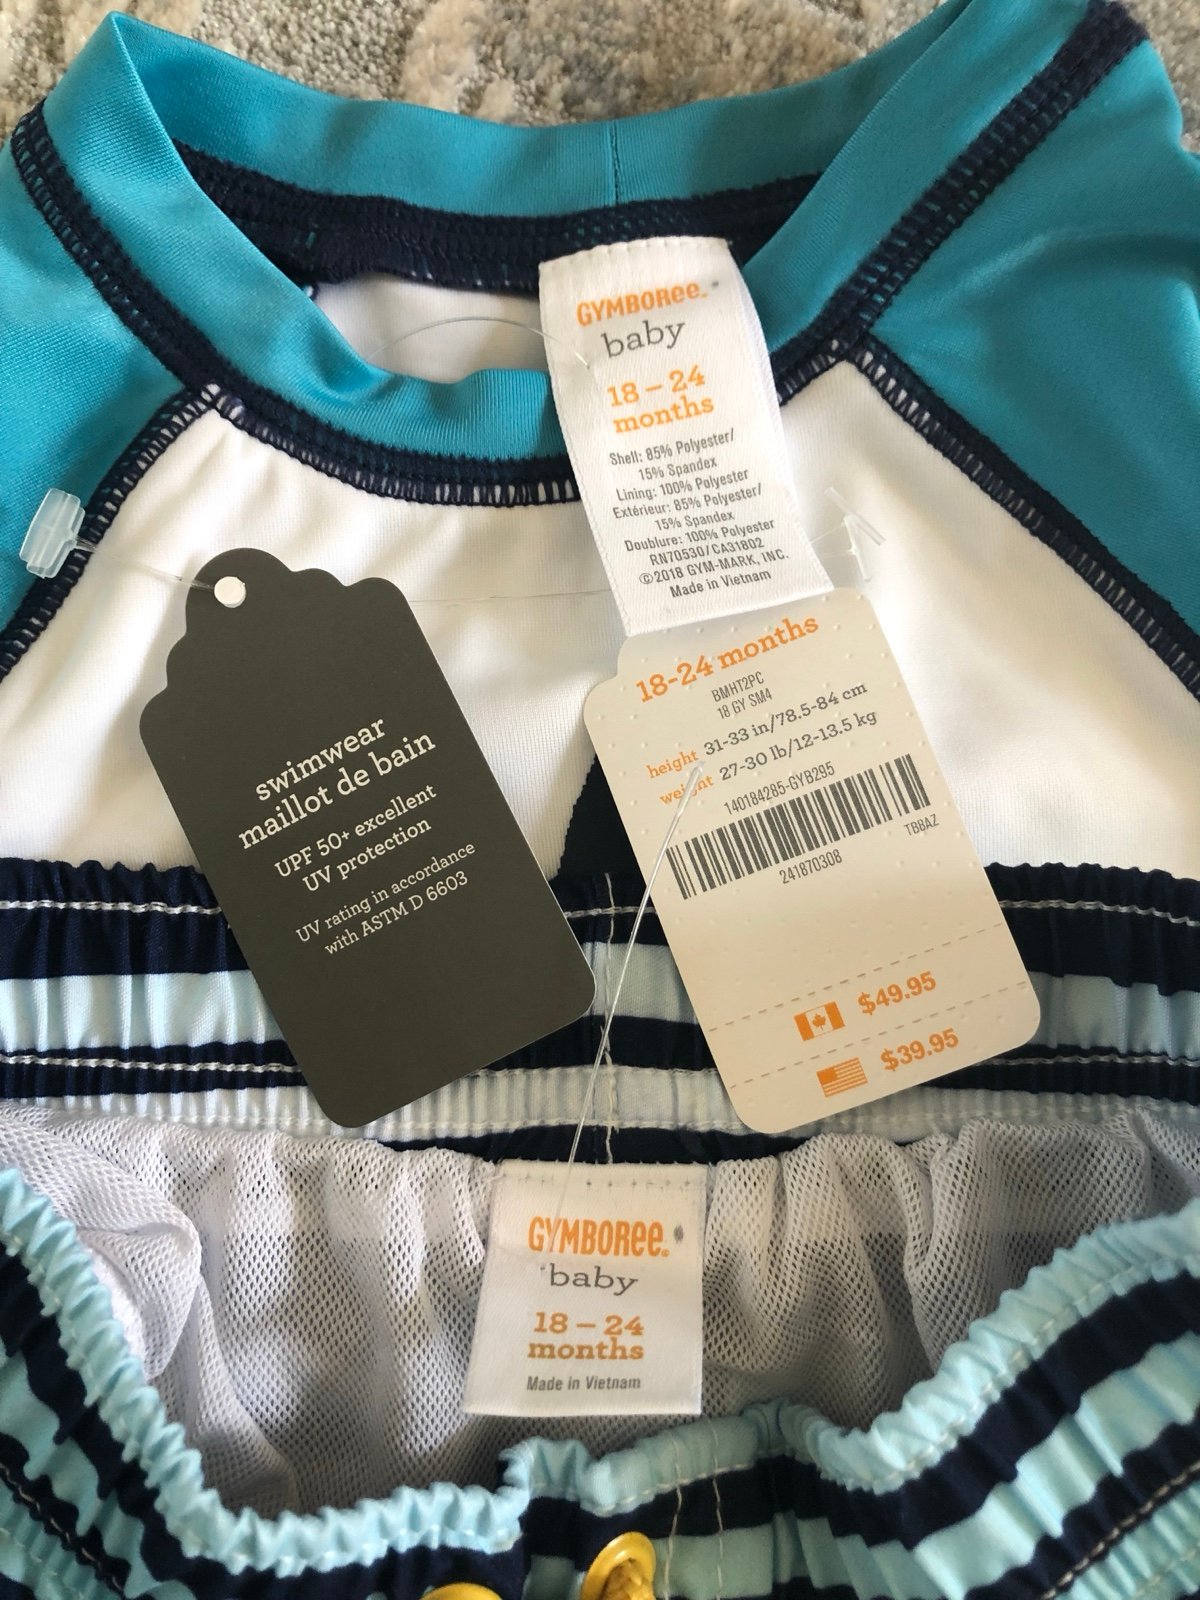 GYMBOREE.
baby
18 – 24
months
Shell: 85% Polyester/
15% Spandex
Lining: 100% Polyester
Extérieur: 85% Polyester/
15% Spandex
Doublure: 100% Polyester
RN70530/CA31802
©2018 GYM-MARK, INC.
Made in Vietnam
swimwear
maillot de bain
UPF 50+ excellent
UV protection
UV rating in accordance
with ASTM D 6603
18-24 months
BMHT2PC
18 GY SM4
height 31-33 in/78.5-84 cm
weight 27-30 lb/12-13.5 kg
140184285-GYB295
TBBAZ
241870308
$49.95
$39.95
GYMBOREE®
baby
18 – 24
months
Made in Vietnam